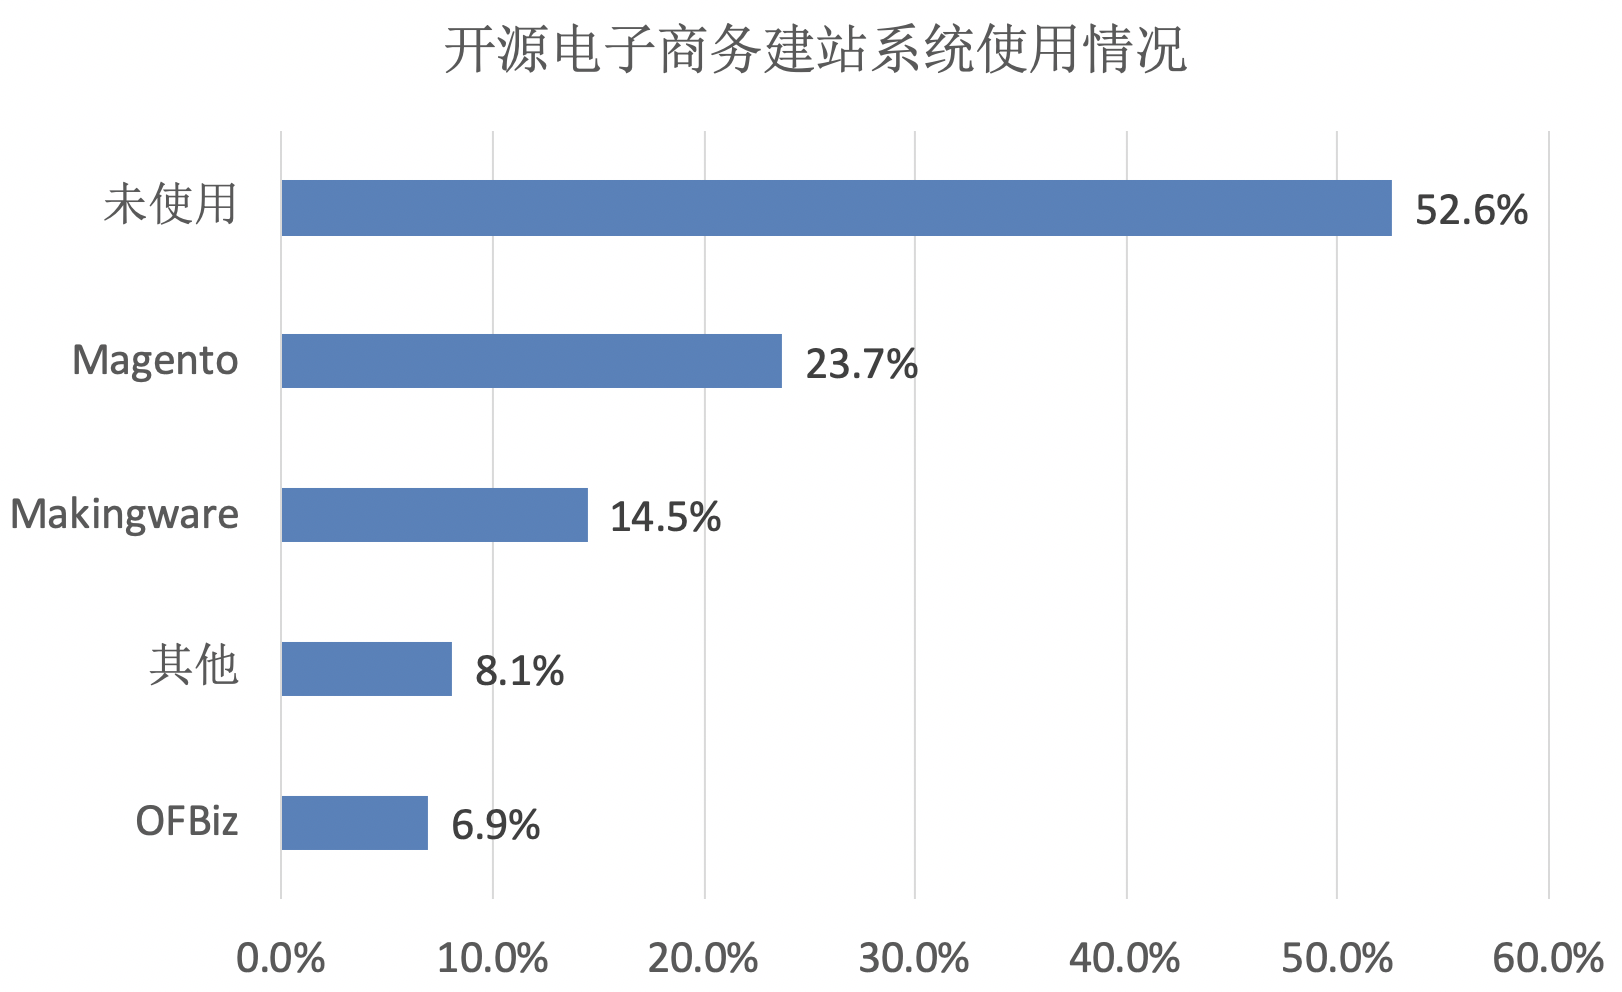 开源电子商务建站系统使用情况
未使用 52.6%
Magento 23.7%
Makingware 14.5%
其他 8.1%
OFBiz 6.9%
0.0% 10.0% 20.0% 30.0% 40.0% 50.0% 60.0%